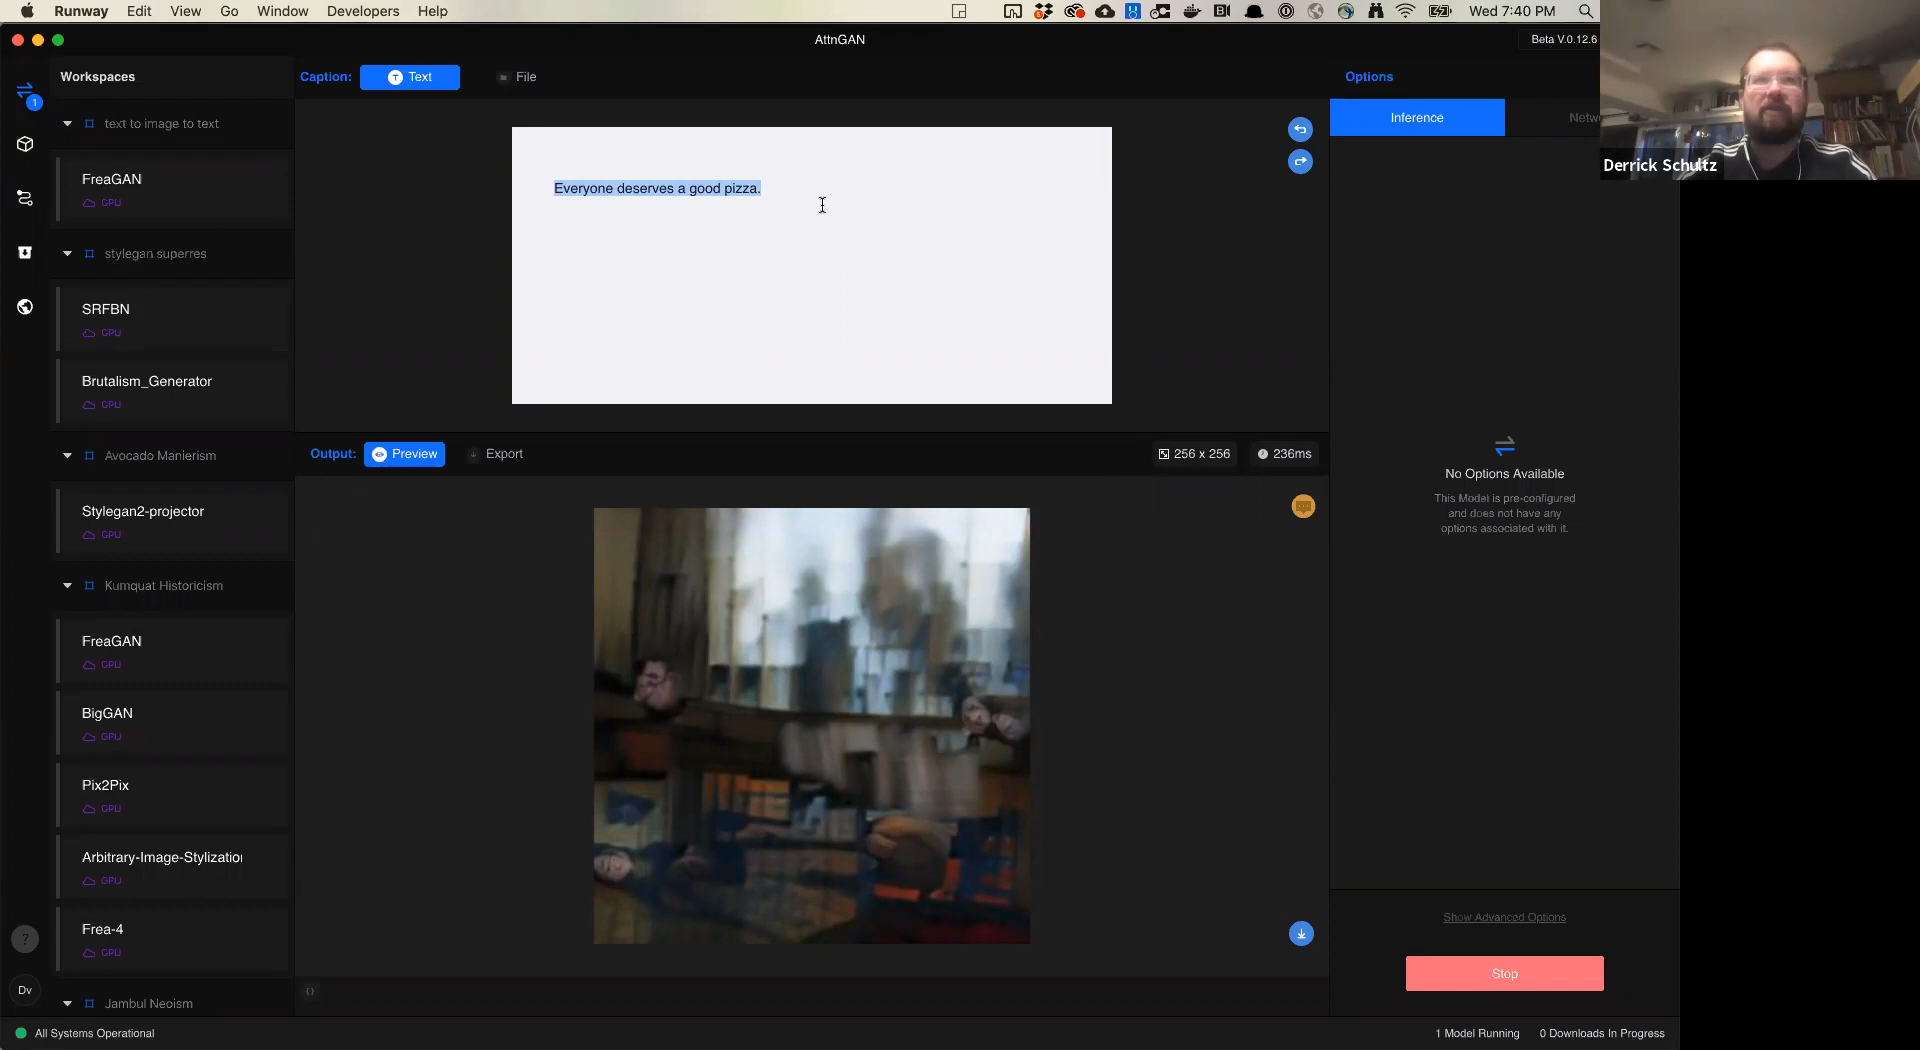 Runway Edit View Go Window Developers Help
Wed 7:40 PM
AttnGAN
Beta V.0.12.6
Workspaces
Caption: Text File
Options
1
text to image to text
Inference
Everyone deserves a good pizza.
Derrick Schultz
FreaGAN
GPU
stylegan superres
SRFBN
GPU
Brutalism_Generator
GPU
Avocado Manierism
Output: Preview Export
256 x 256
236ms
No Options Available
This Model is pre-configured
and does not have any
options associated with it.
Stylegan2-projector
GPU
Kumquat Historicism
FreaGAN
GPU
BigGAN
GPU
Pix2Pix
GPU
Arbitrary-Image-Stylization
GPU
Frea-4
GPU
Show Advanced Options
?
Stop
Dv
Jambul Neoism
{}
All Systems Operational
1 Model Running
0 Downloads In Progress